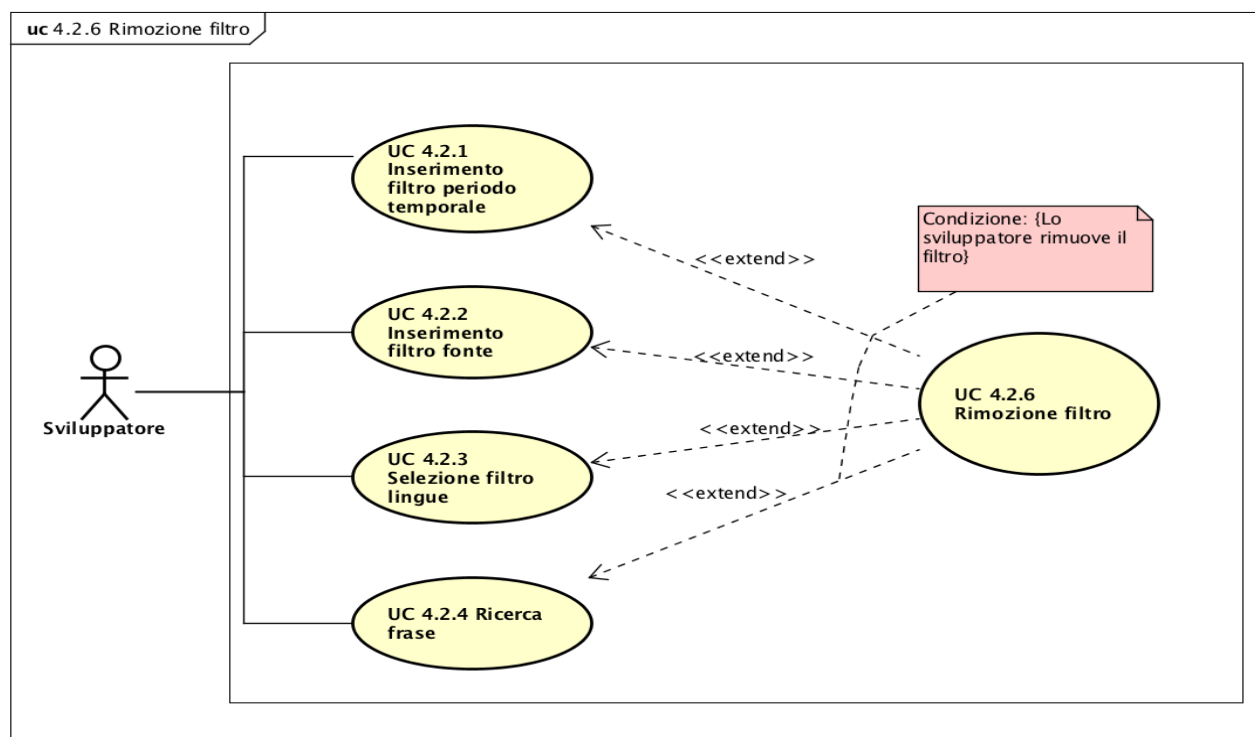 uc 4.2.6 Rimozione filtro
UC 4.2.1
Inserimento
filtro periodo
temporale
Condizione: {Lo
sviluppatore rimuove il
filtro}
<<extend>>
UC 4.2.2
Inserimento
filtro fonte
<<extend>>
UC 4.2.6
Rimozione filtro
Sviluppatore
<<extend>>
UC 4.2.3
Selezione filtro
lingue
<<extend>>
UC 4.2.4 Ricerca
frase